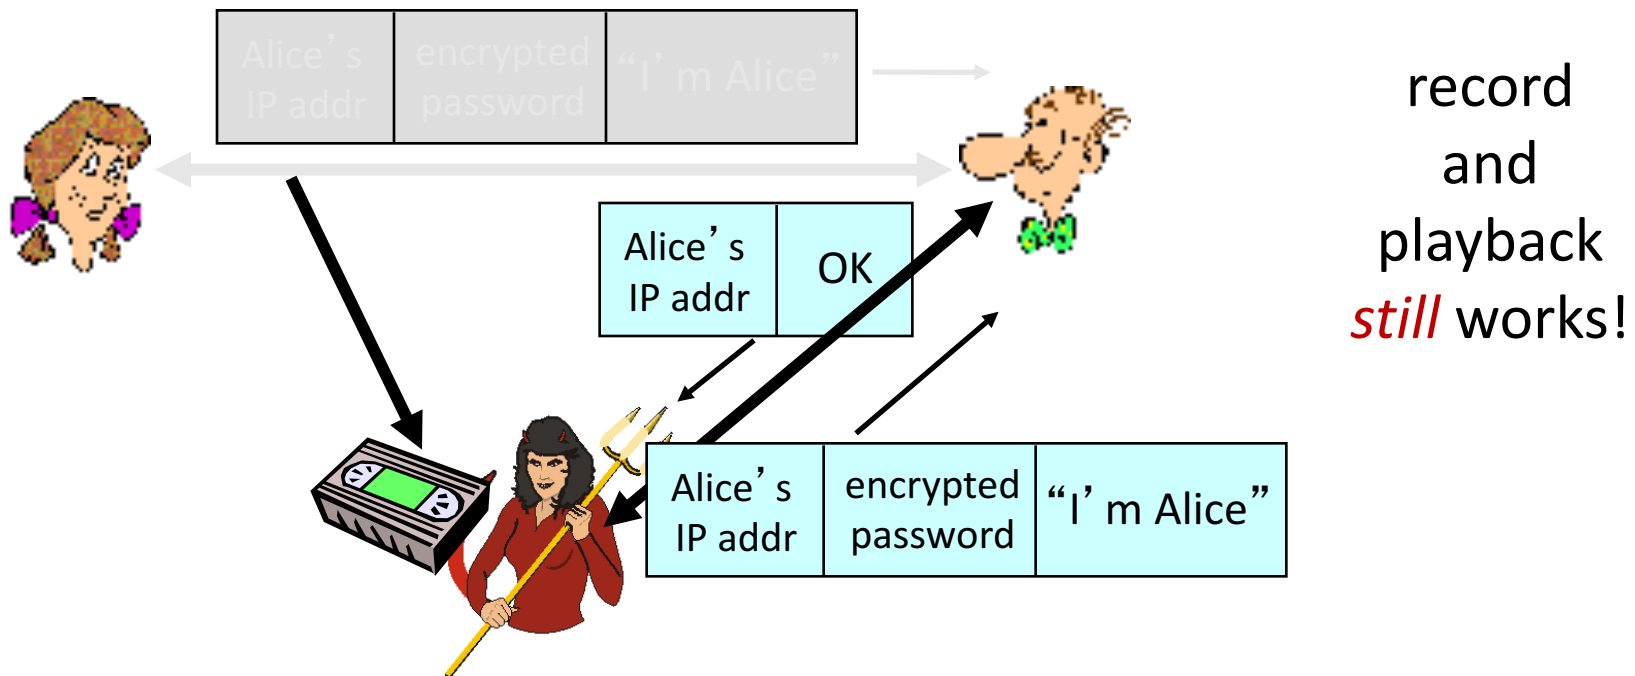 Alice’s
IP addr
encrypted
password
“I’m Alice”
record
and
playback
still works!
Alice’s
IP addr
OK
Alice’s
IP addr
encrypted
password
“I’m Alice”